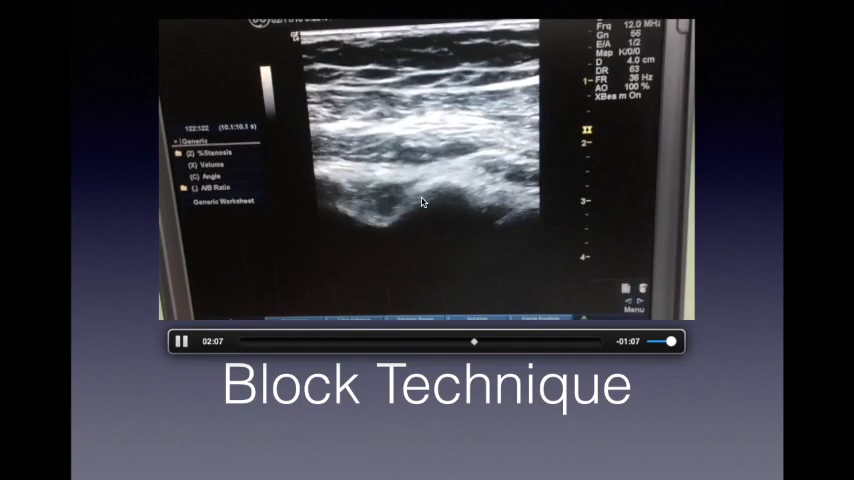 Frq 12.0 MHz
Gn 66
E/A 1/2
Map K/0/0
D 4.0 cm
DR 63
FR 36 Hz
AO 100 %
XBeam On
1
2
3
4
122:122 (10.1:10.1 s)
Generic
(Z) %Stenosis
(X) Volume
(C) Angle
(,) A/B Ratio
Generic Worksheet
Menu
02:07
-01:07
Block Technique